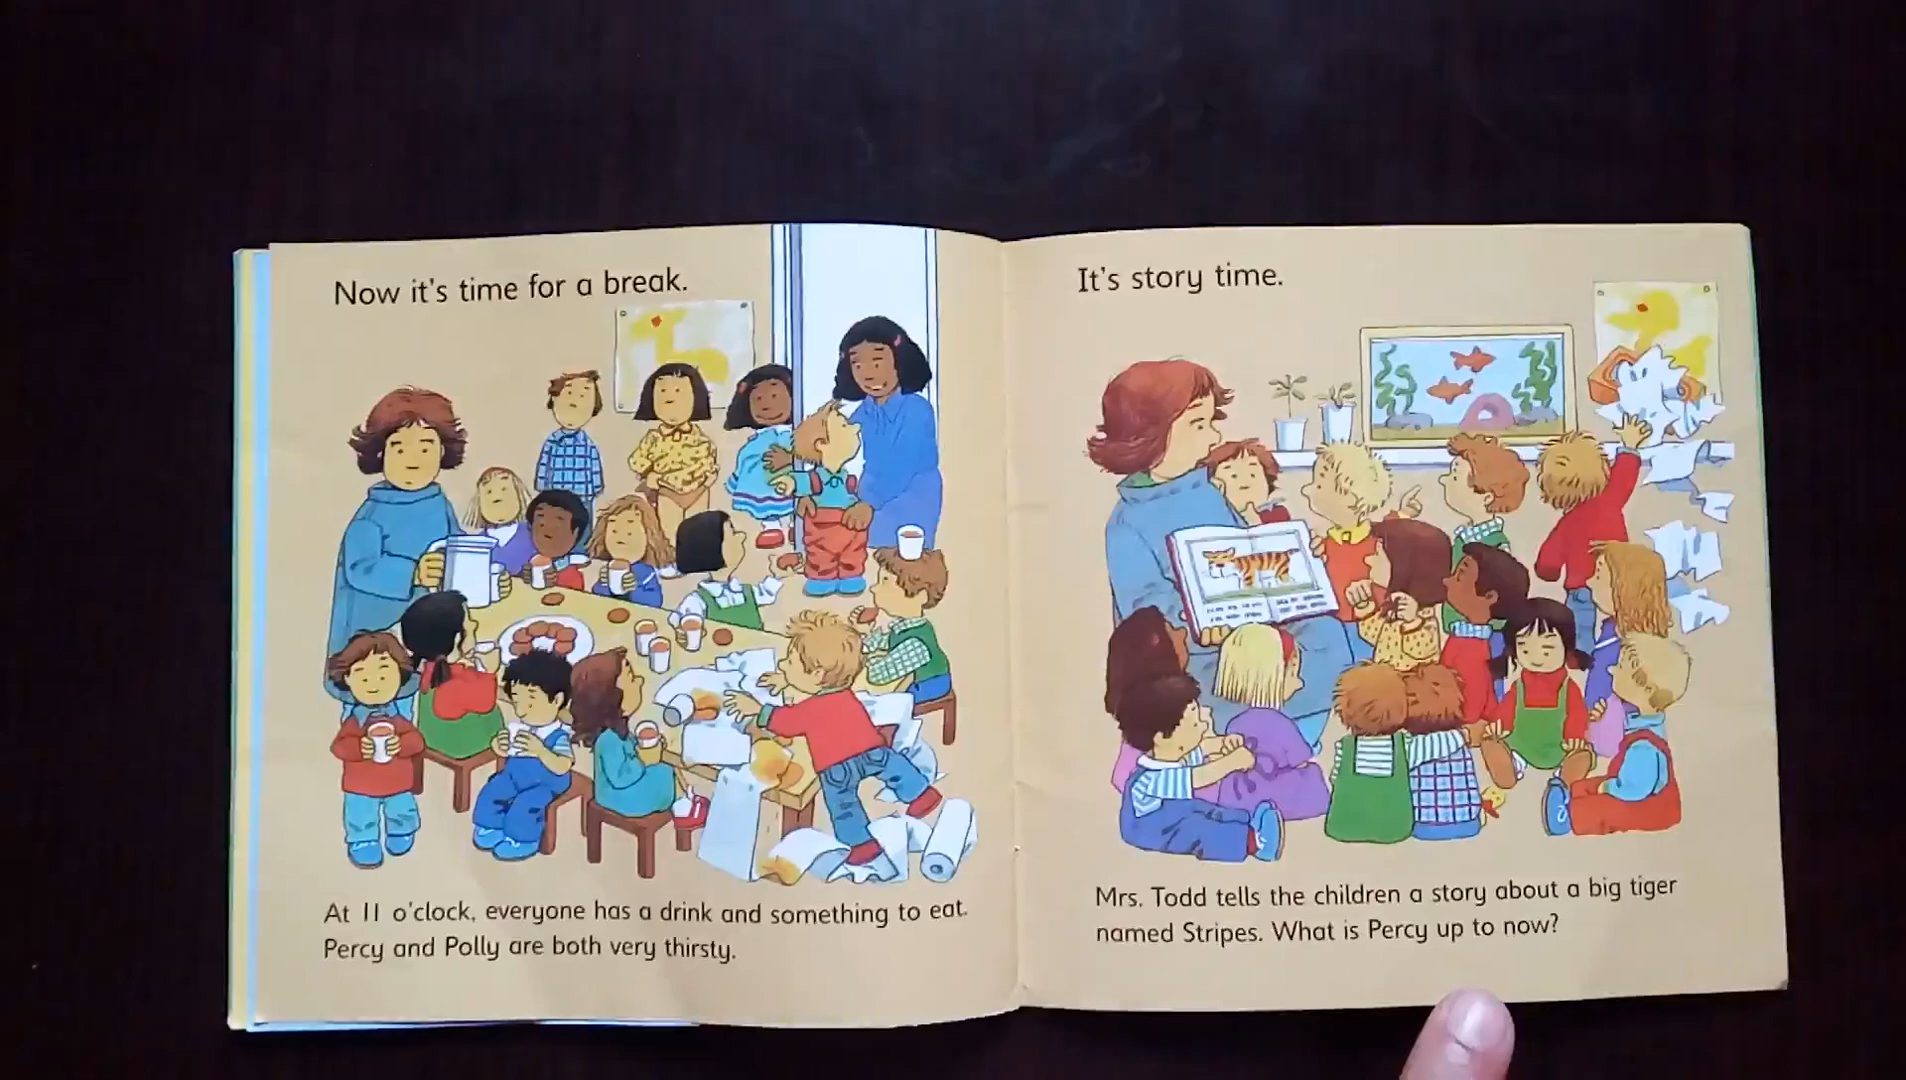 Now it's time for a break.
At 11 o'clock, everyone has a drink and something to eat.
Percy and Polly are both very thirsty.
It's story time.
Mrs. Todd tells the children a story about a big tiger
named Stripes. What is Percy up to now?